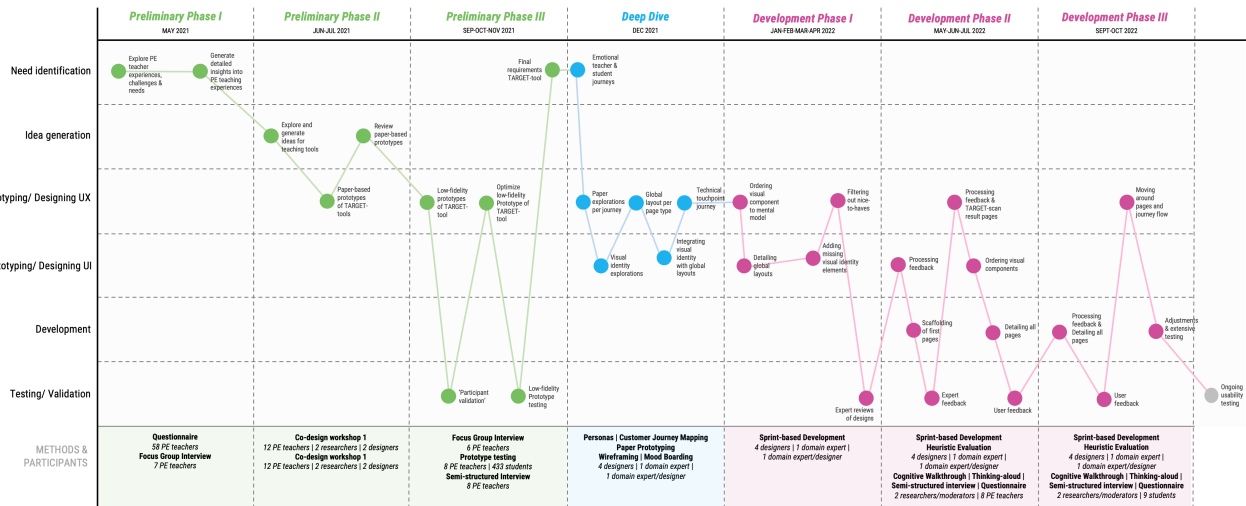 Preliminary Phase I
MAY 2021
Preliminary Phase II
JUN-JUL 2021
Preliminary Phase III
SEP-OCT-NOV 2021
Deep Dive
DEC 2021
Development Phase I
JAN-FEB-MAR-APR 2022
Development Phase II
MAY-JUN-JUL 2022
Development Phase III
SEPT-OCT 2022
Need identification
Explore PE
teacher
experiences,
challenges &
needs
Generate
detailed
insights into
PE teaching
experiences
Final
requirements
TARGET-tool
Emotional
teacher &
student
journeys
Idea generation
Explore and
generate
ideas for
teaching tools
Review
paper-based
prototypes
otyping/ Designing UX
Paper-based
prototypes
of TARGET-
tools
Low-fidelity
prototypes
of TARGET-
tool
Optimize
low-fidelity
Prototype of
TARGET-
tool
Paper
explorations
per journey
Global
layout per
page type
Technical
touchpoint
journey
Ordering
visual
component
to mental
model
Filtering
out nice-
to-haves
Processing
feedback &
TARGET-scan
result pages
Moving
around
pages and
journey flow
otyping/ Designing UI
Visual
identity
explorations
Integrating
visual
identity
with global
layouts
Detailing
global
layouts
Adding
missing
visual identity
elements
Processing
feedback
Ordering visual
components
Development
Scaffolding
of first
pages
Detailing all
pages
Processing
feedback &
Detailing all
pages
Adjustments
& extensive
testing
Testing/ Validation
'Participant
validation'
Low-fidelity
Prototype
testing
Expert reviews
of designs
Expert
feedback
User feedback
User
feedback
Ongoing
usability
testing
METHODS &
PARTICIPANTS
Questionnaire
58 PE teachers
Focus Group Interview
7 PE teachers
Co-design workshop 1
12 PE teachers | 2 researchers | 2 designers
Co-design workshop 1
12 PE teachers | 2 researchers | 2 designers
Focus Group Interview
6 PE teachers
Prototype testing
8 PE teachers | 433 students
Semi-structured Interview
8 PE teachers
Personas | Customer Journey Mapping
Paper Prototyping
Wireframing | Mood Boarding
4 designers | 1 domain expert |
1 domain expert/designer
Sprint-based Development
4 designers | 1 domain expert |
1 domain expert/designer
Sprint-based Development
Heuristic Evaluation
4 designers | 1 domain expert |
1 domain expert/designer
Cognitive Walkthrough | Thinking-aloud |
Semi-structured interview | Questionnaire
2 researchers/moderators | 8 PE teachers
Sprint-based Development
Heuristic Evaluation
4 designers | 1 domain expert |
1 domain expert/designer
Cognitive Walkthrough | Thinking-aloud |
Semi-structured interview | Questionnaire
2 researchers/moderators | 9 students